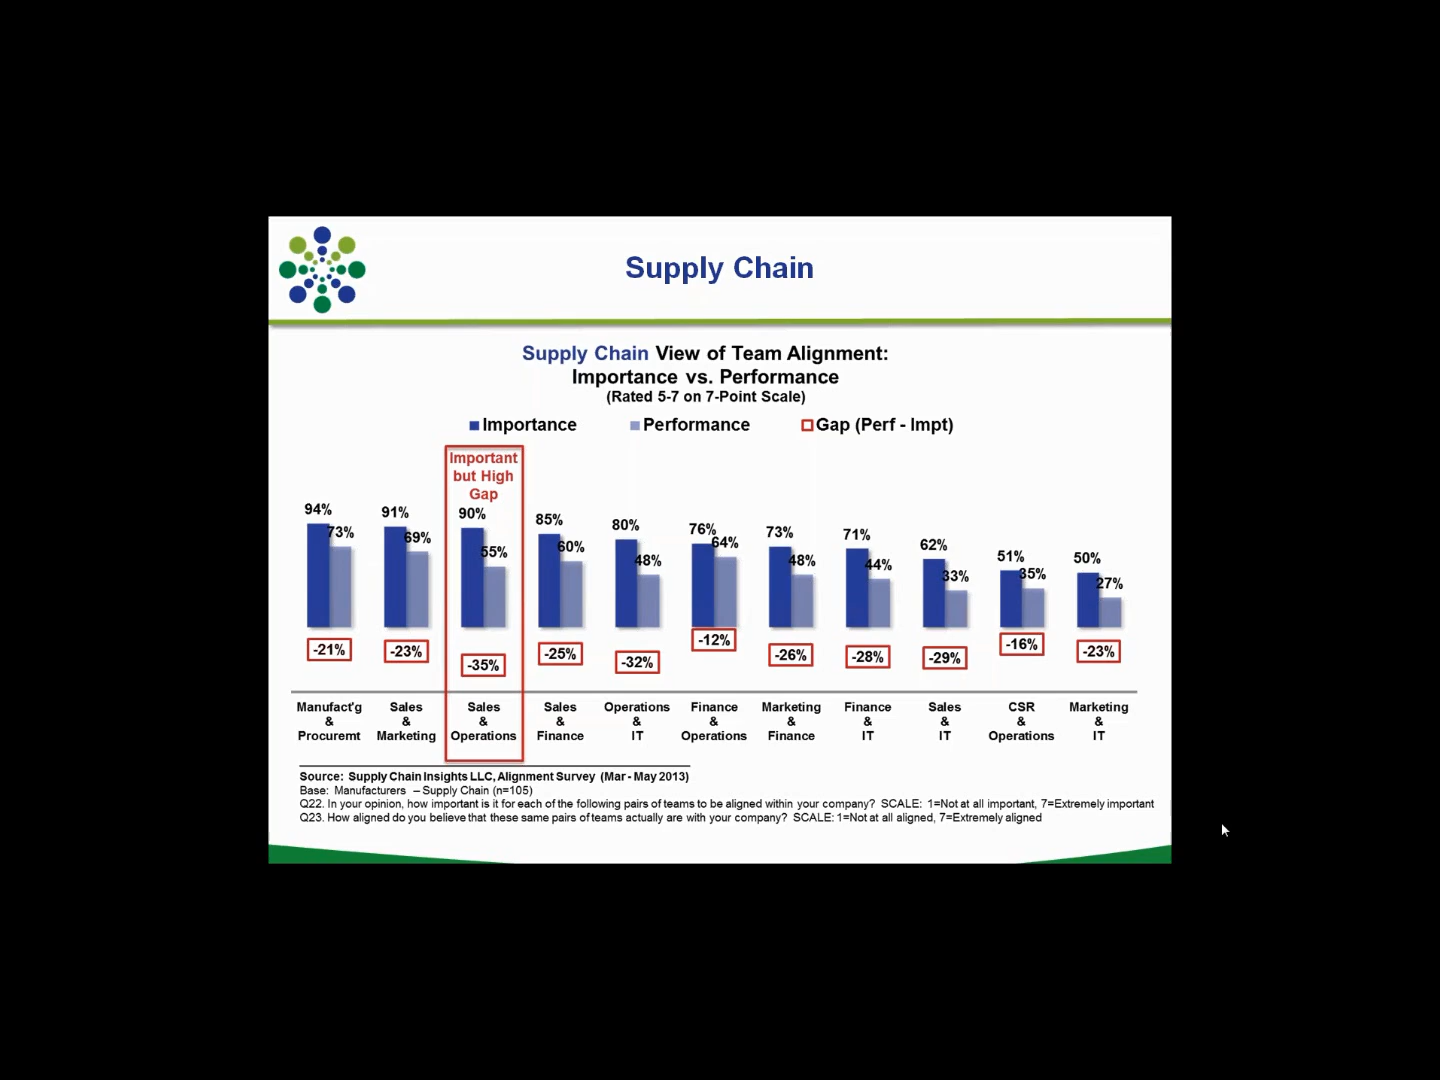 Supply Chain
Supply Chain View of Team Alignment:
Importance vs. Performance
(Rated 5-7 on 7-Point Scale)
Importance Performance Gap (Perf - Impt)
Important
but High
Gap
94% 73% 91% 69% 90% 55% 85% 60% 80% 48% 76% 64% 73% 48% 71% 44% 62% 33% 51% 35% 50% 27%
-21% -23% -35% -25% -32% -12% -26% -28% -29% -16% -23%
Manufact'g Sales Sales Sales Operations Finance Marketing Finance Sales CSR Marketing
& & & & & & & & & & &
Procuremt Marketing Operations Finance IT Operations Finance IT IT Operations IT
Source: Supply Chain Insights LLC, Alignment Survey (Mar - May 2013)
Base: Manufacturers – Supply Chain (n=105)
Q22. In your opinion, how important is it for each of the following pairs of teams to be aligned within your company? SCALE: 1=Not at all important, 7=Extremely important
Q23. How aligned do you believe that these same pairs of teams actually are with your company? SCALE: 1=Not at all aligned, 7=Extremely aligned